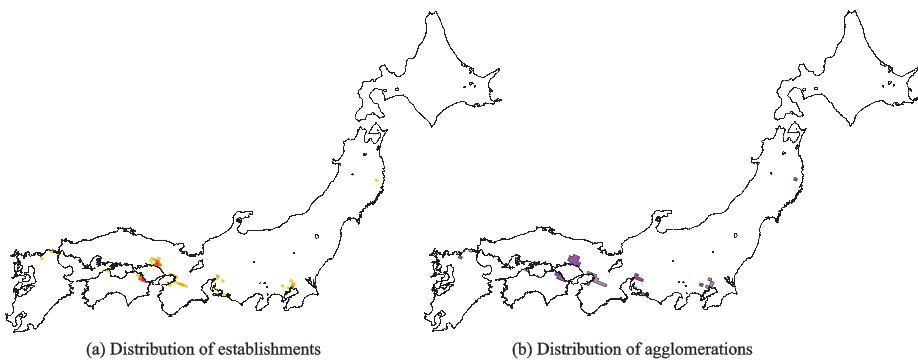 (a) Distribution of establishments
(b) Distribution of agglomerations